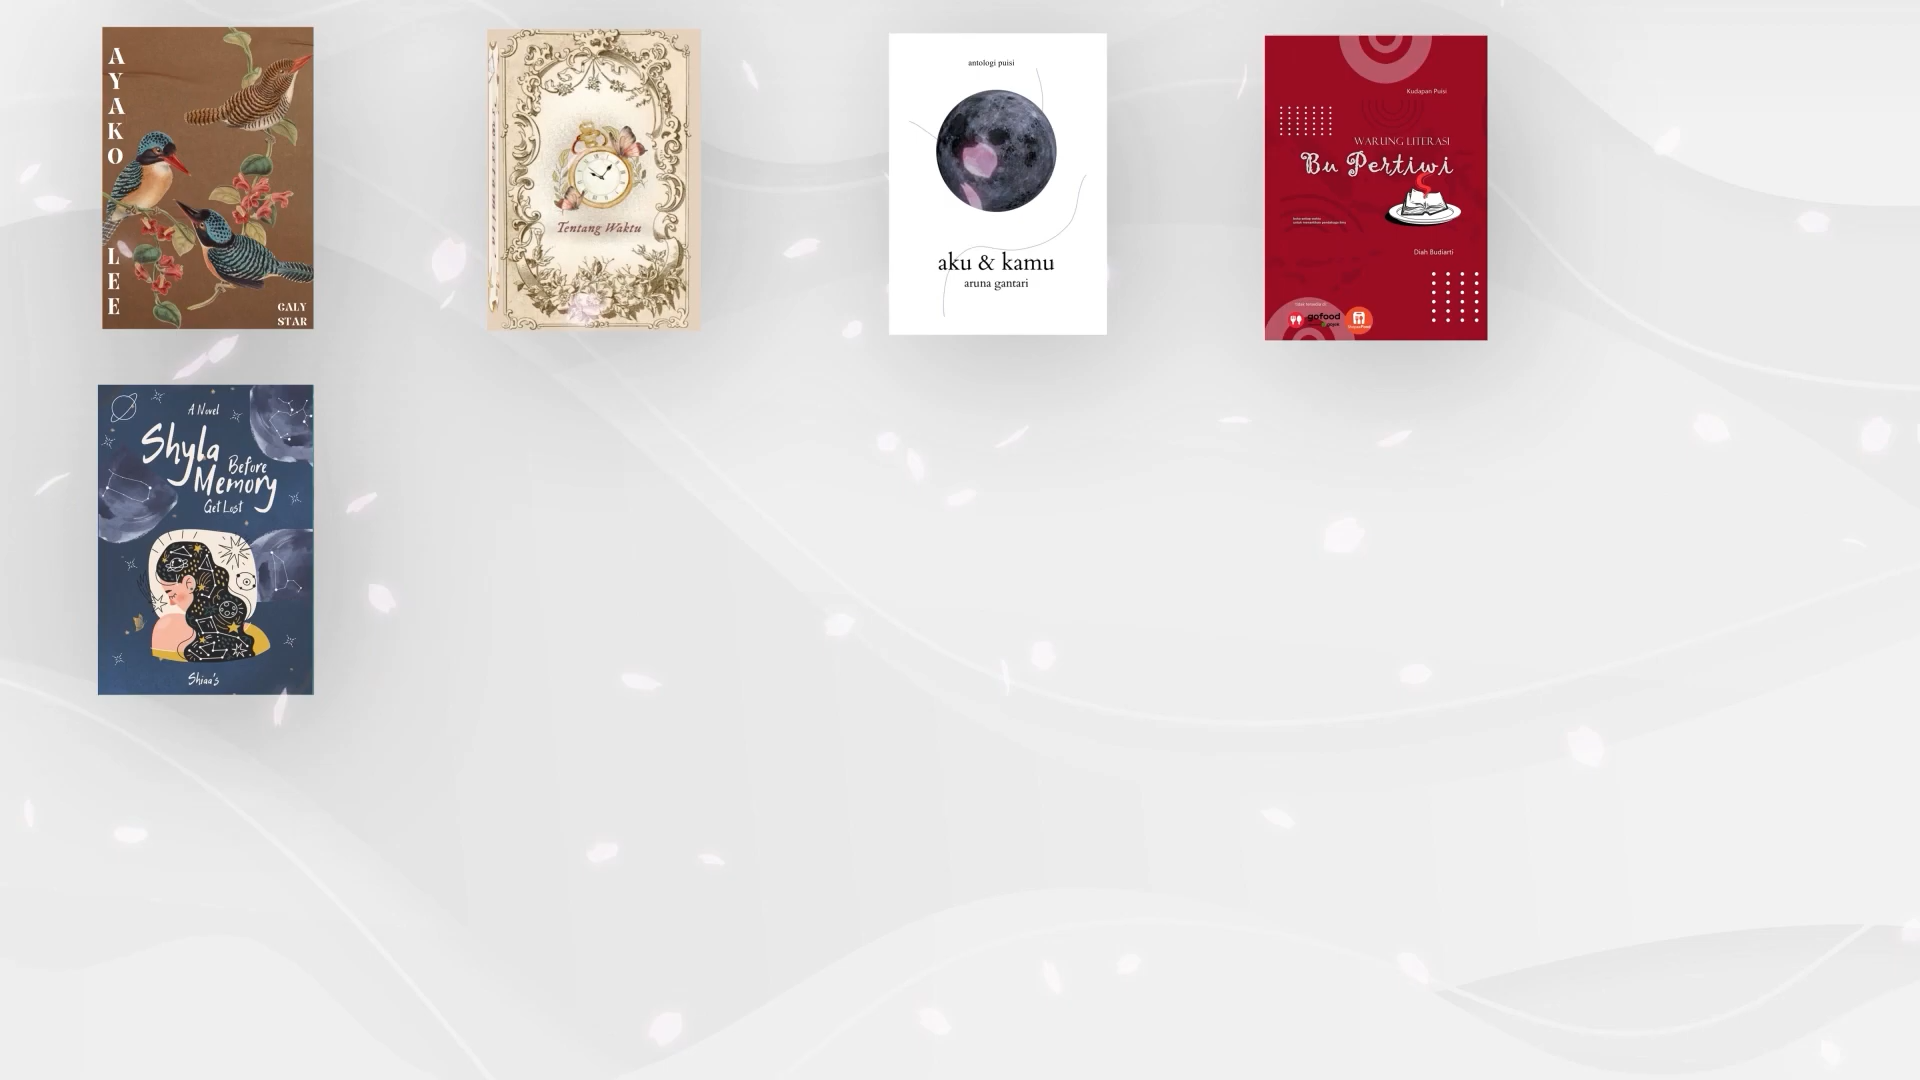 AYAKO
LEE
CALY
STAR
Tentang Waktu
antologi puisi
aku & kamu
aruna gantari
Kudapan Puisi
WARUNG LITERASI
Bu Pertiwi
Diah Budiarti
gofood
A Novel
Shyla
Before
Memory
Get Lost
Shiaa's